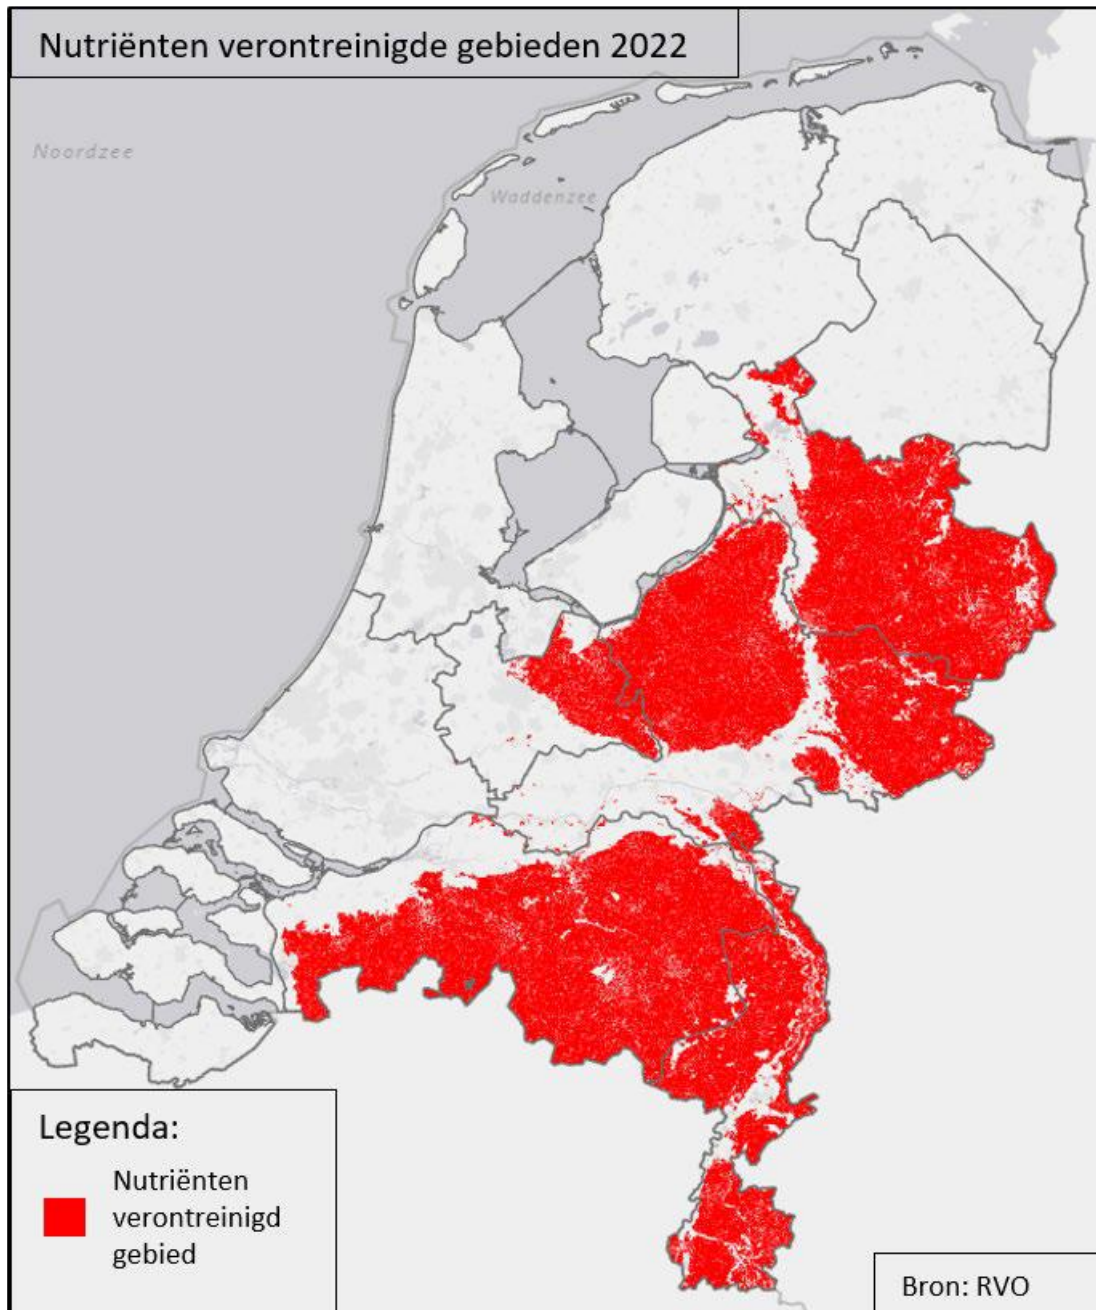 Nutriënten verontreinigde gebieden 2022
Noordzee
Waddenzee
Legenda:
Nutriënten
verontreinigd
gebied
Bron: RVO